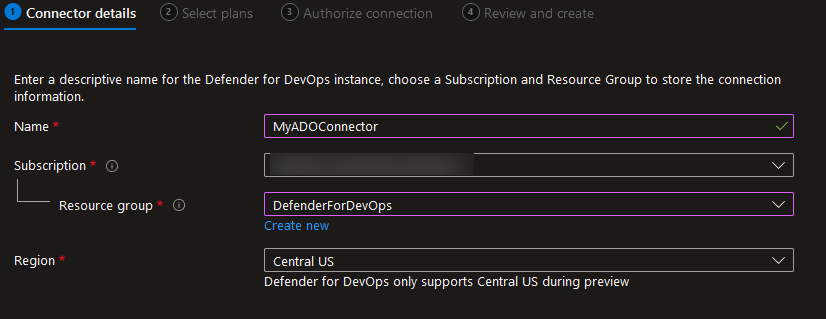 1 Connector details 2 Select plans 3 Authorize connection 4 Review and create
Enter a descriptive name for the Defender for DevOps instance, choose a Subscription and Resource Group to store the connection
information.
Name * MyADOConnector
Subscription *
Resource group * DefenderForDevOps
Create new
Region * Central US
Defender for DevOps only supports Central US during preview